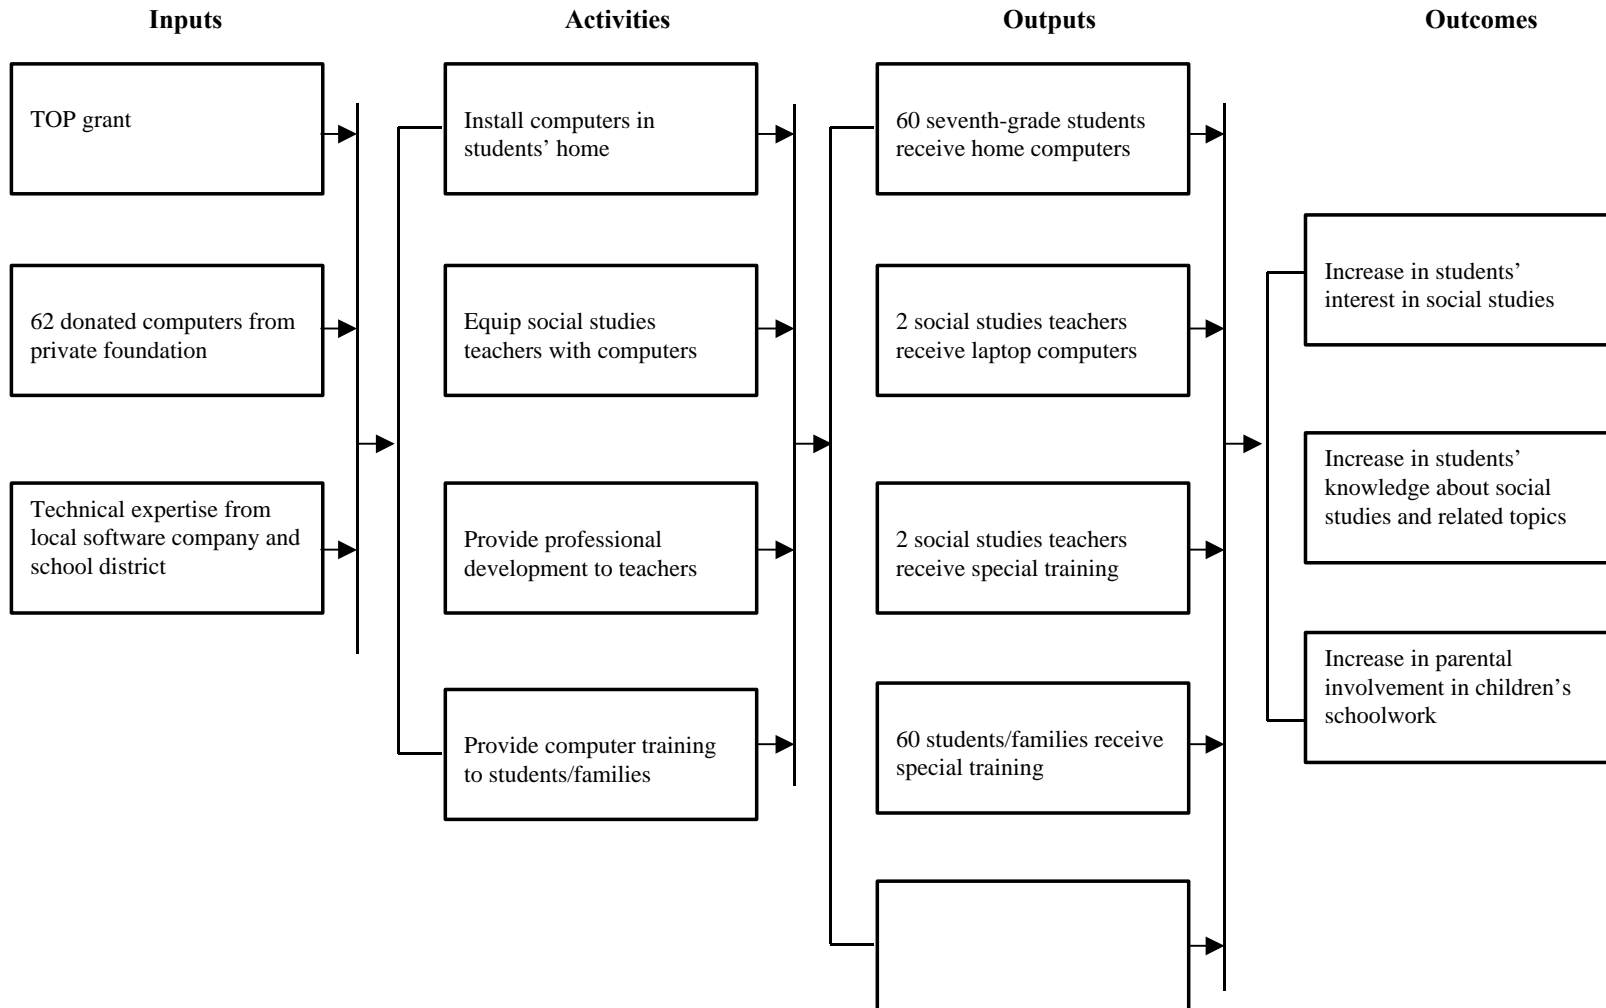 Inputs
Activities
Outputs
Outcomes
TOP grant
62 donated computers from
private foundation
Technical expertise from
local software company and
school district
Install computers in
students’ home
Equip social studies
teachers with computers
Provide professional
development to teachers
Provide computer training
to students/families
60 seventh-grade students
receive home computers
2 social studies teachers
receive laptop computers
2 social studies teachers
receive special training
60 students/families receive
special training
Increase in students’
interest in social studies
Increase in students’
knowledge about social
studies and related topics
Increase in parental
involvement in children’s
schoolwork